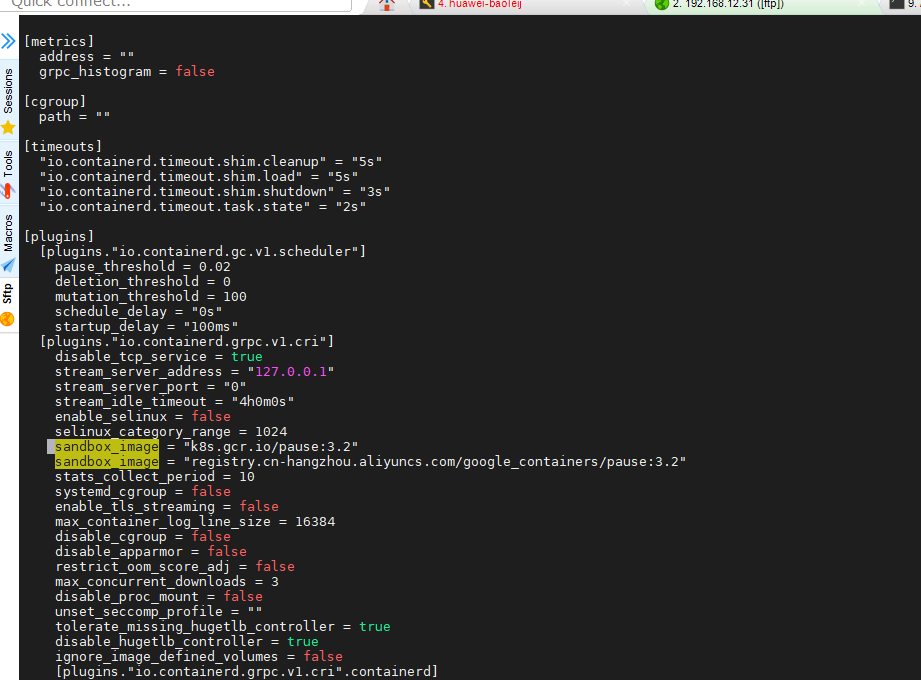 Quick connect...
4. huawei-baoleij
2. 192.168.12.31 ([ftp])
9.
Sessions
Tools
Macros
Sftp
[metrics]
address = ""
grpc_histogram = false
[cgroup]
path = ""
[timeouts]
"io.containerd.timeout.shim.cleanup" = "5s"
"io.containerd.timeout.shim.load" = "5s"
"io.containerd.timeout.shim.shutdown" = "3s"
"io.containerd.timeout.task.state" = "2s"
[plugins]
[plugins."io.containerd.gc.v1.scheduler"]
pause_threshold = 0.02
deletion_threshold = 0
mutation_threshold = 100
schedule_delay = "0s"
startup_delay = "100ms"
[plugins."io.containerd.grpc.v1.cri"]
disable_tcp_service = true
stream_server_address = "127.0.0.1"
stream_server_port = "0"
stream_idle_timeout = "4h0m0s"
enable_selinux = false
selinux_category_range = 1024
sandbox_image = "k8s.gcr.io/pause:3.2"
sandbox_image = "registry.cn-hangzhou.aliyuncs.com/google_containers/pause:3.2"
stats_collect_period = 10
systemd_cgroup = false
enable_tls_streaming = false
max_container_log_line_size = 16384
disable_cgroup = false
disable_apparmor = false
restrict_oom_score_adj = false
max_concurrent_downloads = 3
disable_proc_mount = false
unset_seccomp_profile = ""
tolerate_missing_hugetlb_controller = true
disable_hugetlb_controller = true
ignore_image_defined_volumes = false
[plugins."io.containerd.grpc.v1.cri".containerd]